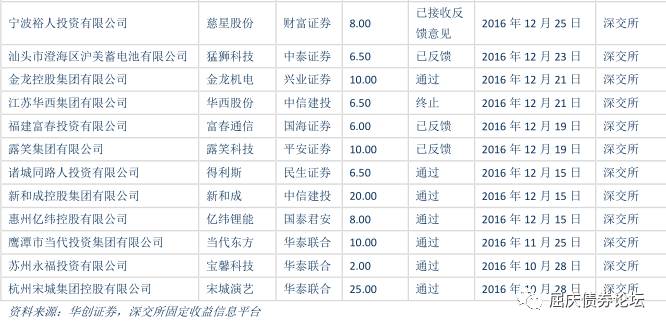 宁波裕人投资有限公司 慈星股份 财富证券 8.00 已接收反馈意见 2016 年 12 月 25 日 深交所
汕头市澄海区沪美蓄电池有限公司 猛狮科技 中泰证券 6.50 已反馈 2016 年 12 月 23 日 深交所
金龙控股集团有限公司 金龙机电 兴业证券 10.00 通过 2016 年 12 月 21 日 深交所
江苏华西集团有限公司 华西股份 中信建投 6.50 终止 2016 年 12 月 21 日 深交所
福建富春投资有限公司 富春通信 国海证券 6.00 已反馈 2016 年 12 月 19 日 深交所
露笑集团有限公司 露笑科技 平安证券 10.00 已反馈 2016 年 12 月 19 日 深交所
诸城同路人投资有限公司 得利斯 民生证券 6.50 通过 2016 年 12 月 15 日 深交所
新和成控股集团有限公司 新和成 中信建投 20.00 通过 2016 年 12 月 15 日 深交所
惠州亿纬控股有限公司 亿纬锂能 国泰君安 8.00 通过 2016 年 12 月 15 日 深交所
鹰潭市当代投资集团有限公司 当代东方 华泰联合 10.00 通过 2016 年 11 月 25 日 深交所
苏州永福投资有限公司 宝馨科技 华泰联合 2.00 通过 2016 年 10 月 28 日 深交所
杭州宋城集团控股有限公司 宋城演艺 华泰联合 25.00 通过 2016 年 10 月 28 日 深交所
资料来源：华创证券，深交所固定收益信息平台
屈庆债券论坛